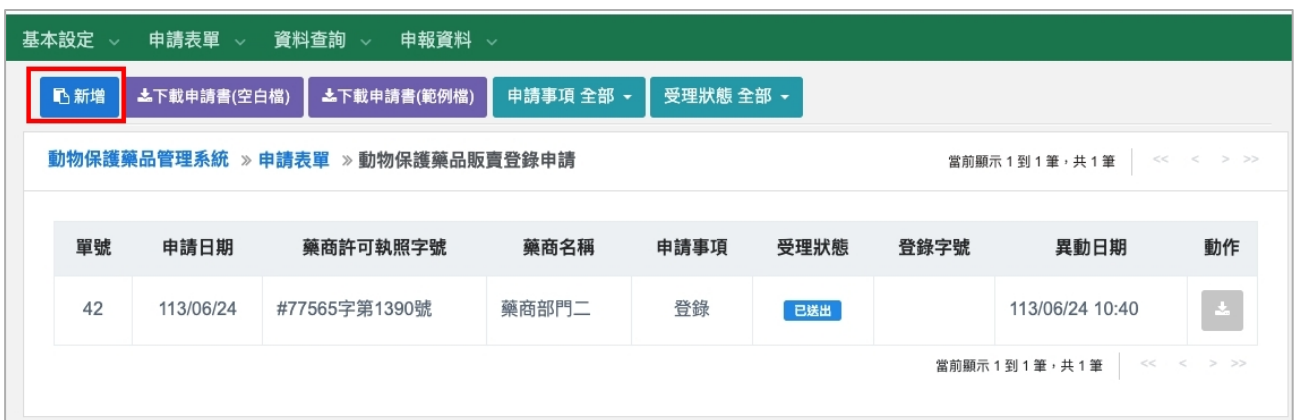 基本設定 申請表單 資料查詢 申報資料
新增 下載申請書(空白檔) 下載申請書(範例檔) 申請事項 全部 受理狀態 全部
動物保護藥品管理系統 » 申請表單 » 動物保護藥品販賣登錄申請 當前顯示 1 到 1 筆，共 1 筆 << < > >>
單號 申請日期 藥商許可執照字號 藥商名稱 申請事項 受理狀態 登錄字號 異動日期 動作
42 113/06/24 #77565字第1390號 藥商部門二 登錄 已送出 113/06/24 10:40
當前顯示 1 到 1 筆，共 1 筆 << < > >>